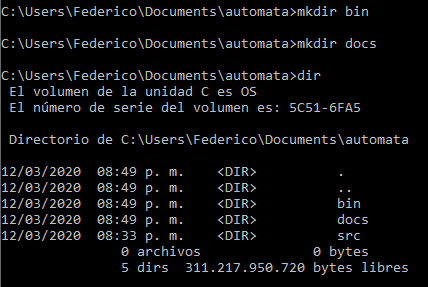 C:\Users\Federico\Documents\automata>mkdir bin
C:\Users\Federico\Documents\automata>mkdir docs
C:\Users\Federico\Documents\automata>dir
El volumen de la unidad C es OS
El número de serie del volumen es: 5C51-6FA5
Directorio de C:\Users\Federico\Documents\automata
12/03/2020  08:49 p. m.    <DIR>          .
12/03/2020  08:49 p. m.    <DIR>          ..
12/03/2020  08:49 p. m.    <DIR>          bin
12/03/2020  08:49 p. m.    <DIR>          docs
12/03/2020  08:33 p. m.    <DIR>          src
0 archivos              0 bytes
5 dirs  311.217.950.720 bytes libres